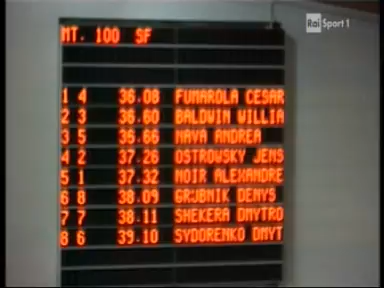 Rai Sport 1
MT. 100 SF
1 4 36.08 FUMAROLA CESAR
2 3 36.60 BALDWIN WILLIA
3 5 36.66 NAVA ANDREA
4 2 37.26 OSTROWSKY JENS
5 1 37.32 NOIR ALEXANDRE
6 8 38.09 GRJBNIK DENYS
7 7 38.11 SHEKERA DMYTRO
8 6 39.10 SYDORENKO DMYT